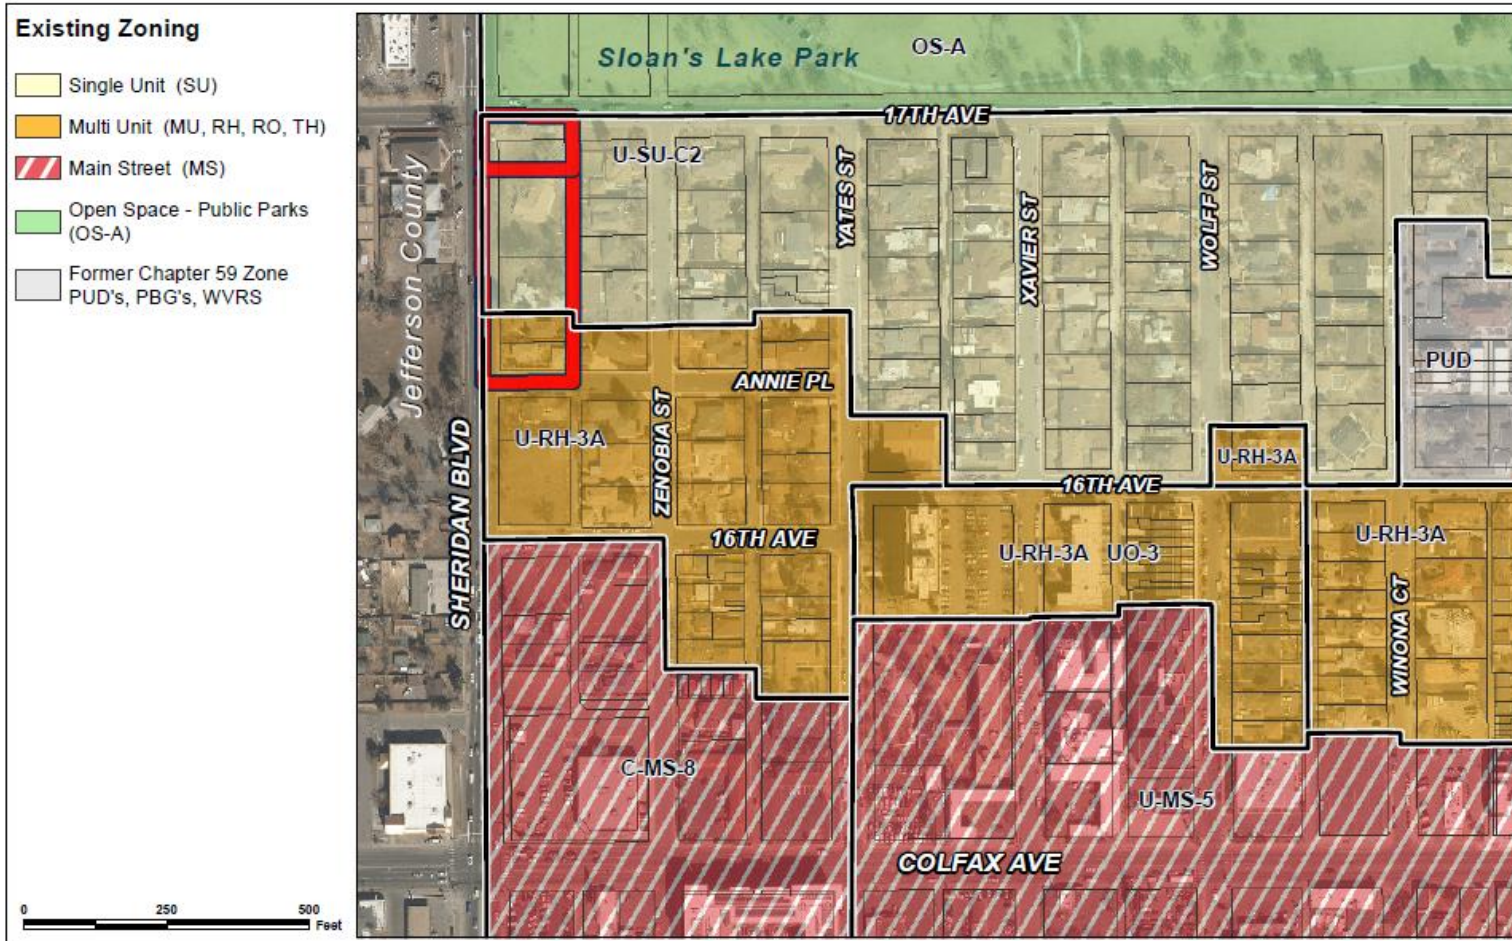 Existing Zoning
Single Unit (SU)
Multi Unit (MU, RH, RO, TH)
Main Street (MS)
Open Space - Public Parks
(OS-A)
Former Chapter 59 Zone
PUD's, PBG's, WVRS
0 250 500
Feet
Sloan's Lake Park
OS-A
17TH AVE
U-SU-C2
YATES ST
XAVIER ST
WOLFF ST
Jefferson County
PUD
ANNIE PL
SHERIDAN BLVD
U-RH-3A
ZENOBIA ST
U-RH-3A
16TH AVE
16TH AVE
U-RH-3A UO-3
U-RH-3A
WINONA CT
C-MS-8
U-MS-5
COLFAX AVE